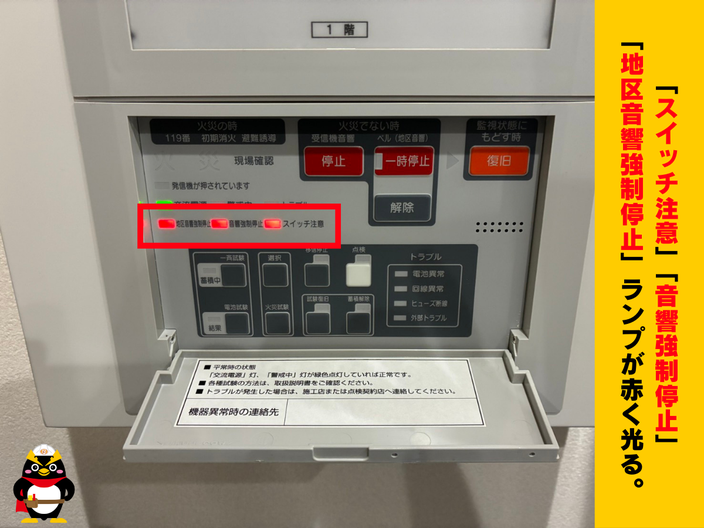 「スイッチ注意」「音響強制停止」
「地区音響強制停止」ランプが赤く光る。
1 階
火災の時
119番 初期消火 避難誘導
火災でない時
受信機音響 ベル(地区音響)
監視状態に
もどす時
火災
現場確認
停止
一時停止
復旧
発信機が押されています
解除
交流電源
地区音響強制停止 音響強制停止 スイッチ注意
一斉試験
選択
点検
蓄積中
電池試験
火災試験
試験復旧
蓄積解除
結果
トラブル
電池異常
回線異常
ヒューズ断線
外部トラブル
■ 平常時の状態
「交流電源」灯、「警戒中」灯が緑色点灯していれば正常です。
■ 各種試験の方法は、取扱説明書をご確認ください。
■ トラブルが発生した場合は、施工店または点検契約店へ連絡してください。
機器異常時の連絡先